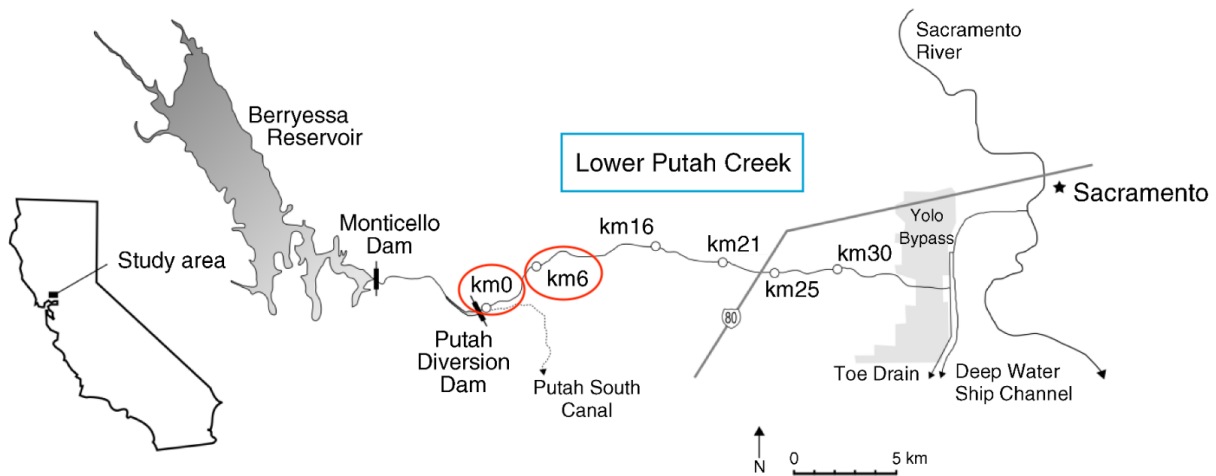 Sacramento
River
Berryessa
Reservoir
Lower Putah Creek
Sacramento
Monticello
Dam
km16
Yolo
Bypass
km21
km30
Study area
km0
km6
km25
80
Putah
Diversion
Dam
Putah South
Canal
Toe Drain
Deep Water
Ship Channel
N
0 5 km